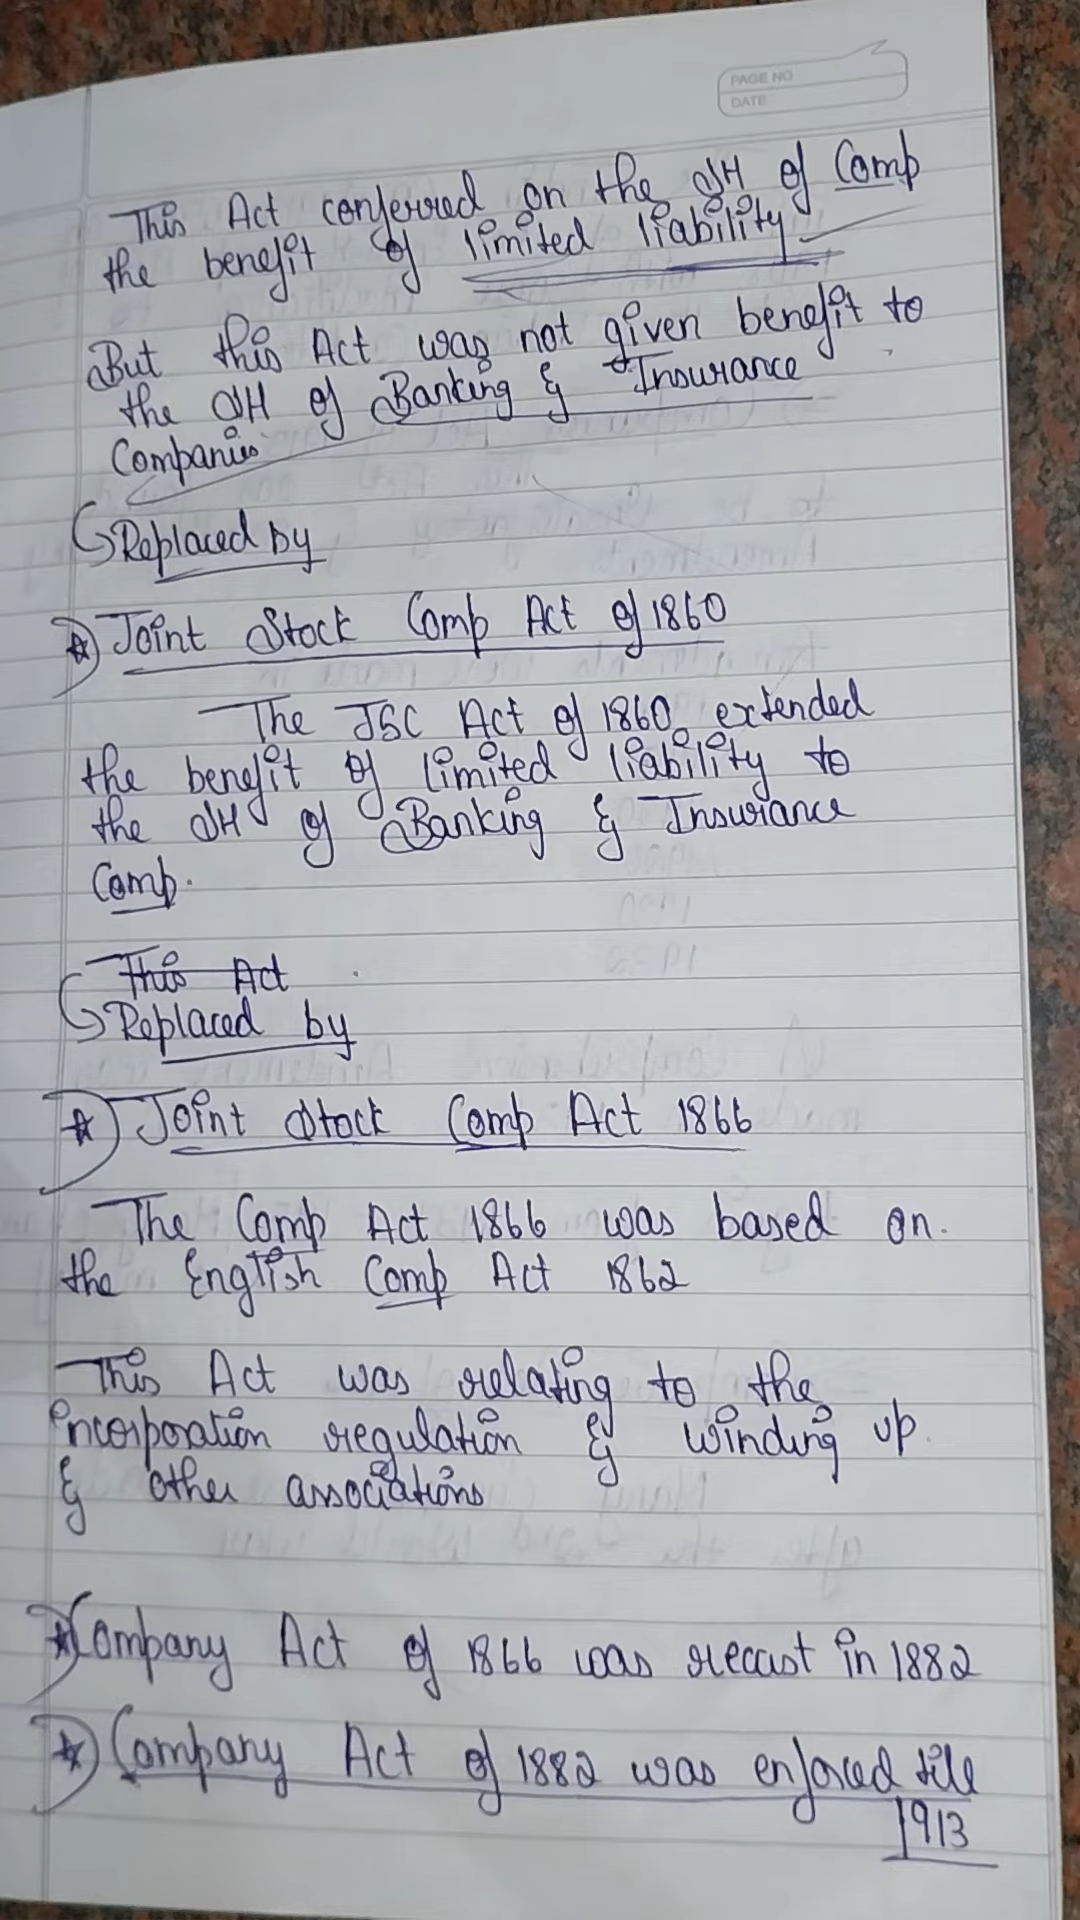 PAGE NO
DATE
This Act conferred on the SH of Comp
the benefit of limited liability
But this Act was not given benefit to
the SH of Banking & Insurance
Companies
Replaced by
Joint Stock Comp Act of 1860
The JSC Act of 1860 extended
the benefit of limited liability to
the SH of Banking & Insurance
Comp.
This Act
Replaced by
Joint Stock Comp Act 1866
The Comp Act 1866 was based on
the English Comp Act 1862
This Act was relating to the
incorporation regulation & winding up
& other associations
Company Act of 1866 was recast in 1882
Company Act of 1882 was enforced till
1913